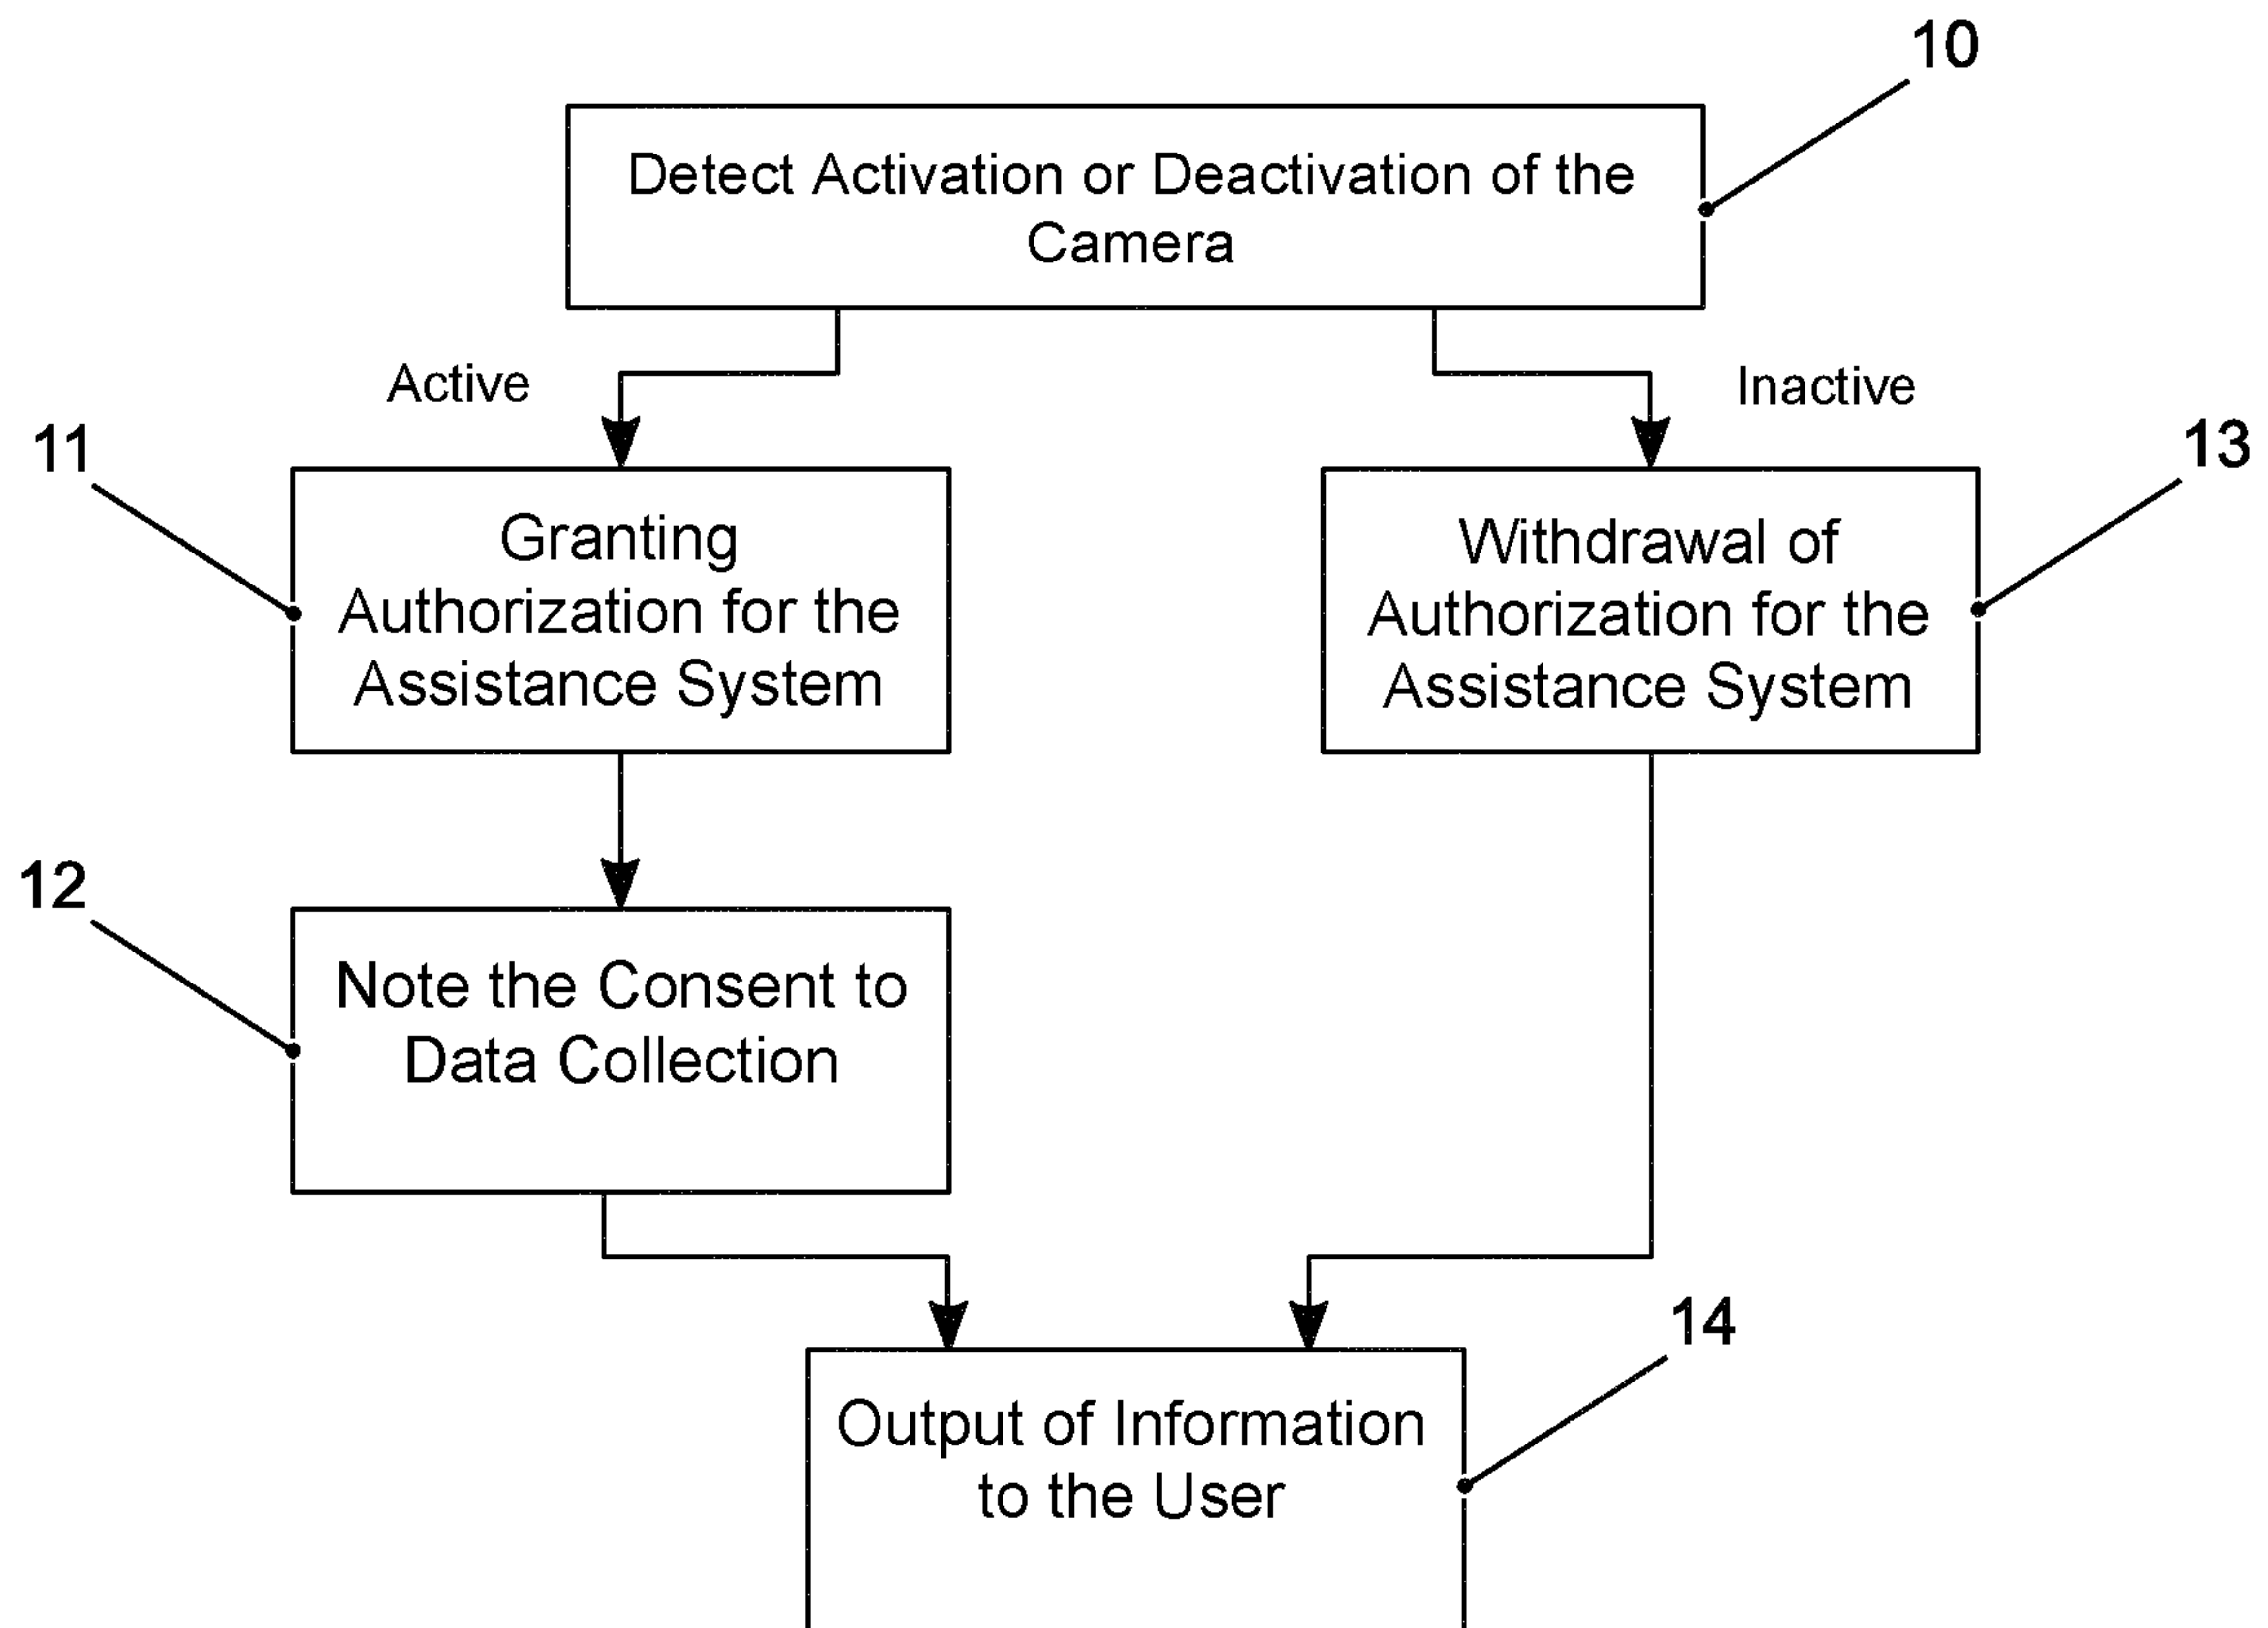 10
Detect Activation or Deactivation of the
Camera
Active
Inactive
11
13
Granting
Authorization for the
Assistance System
Withdrawal of
Authorization for the
Assistance System
12
Note the Consent to
Data Collection
14
Output of Information
to the User